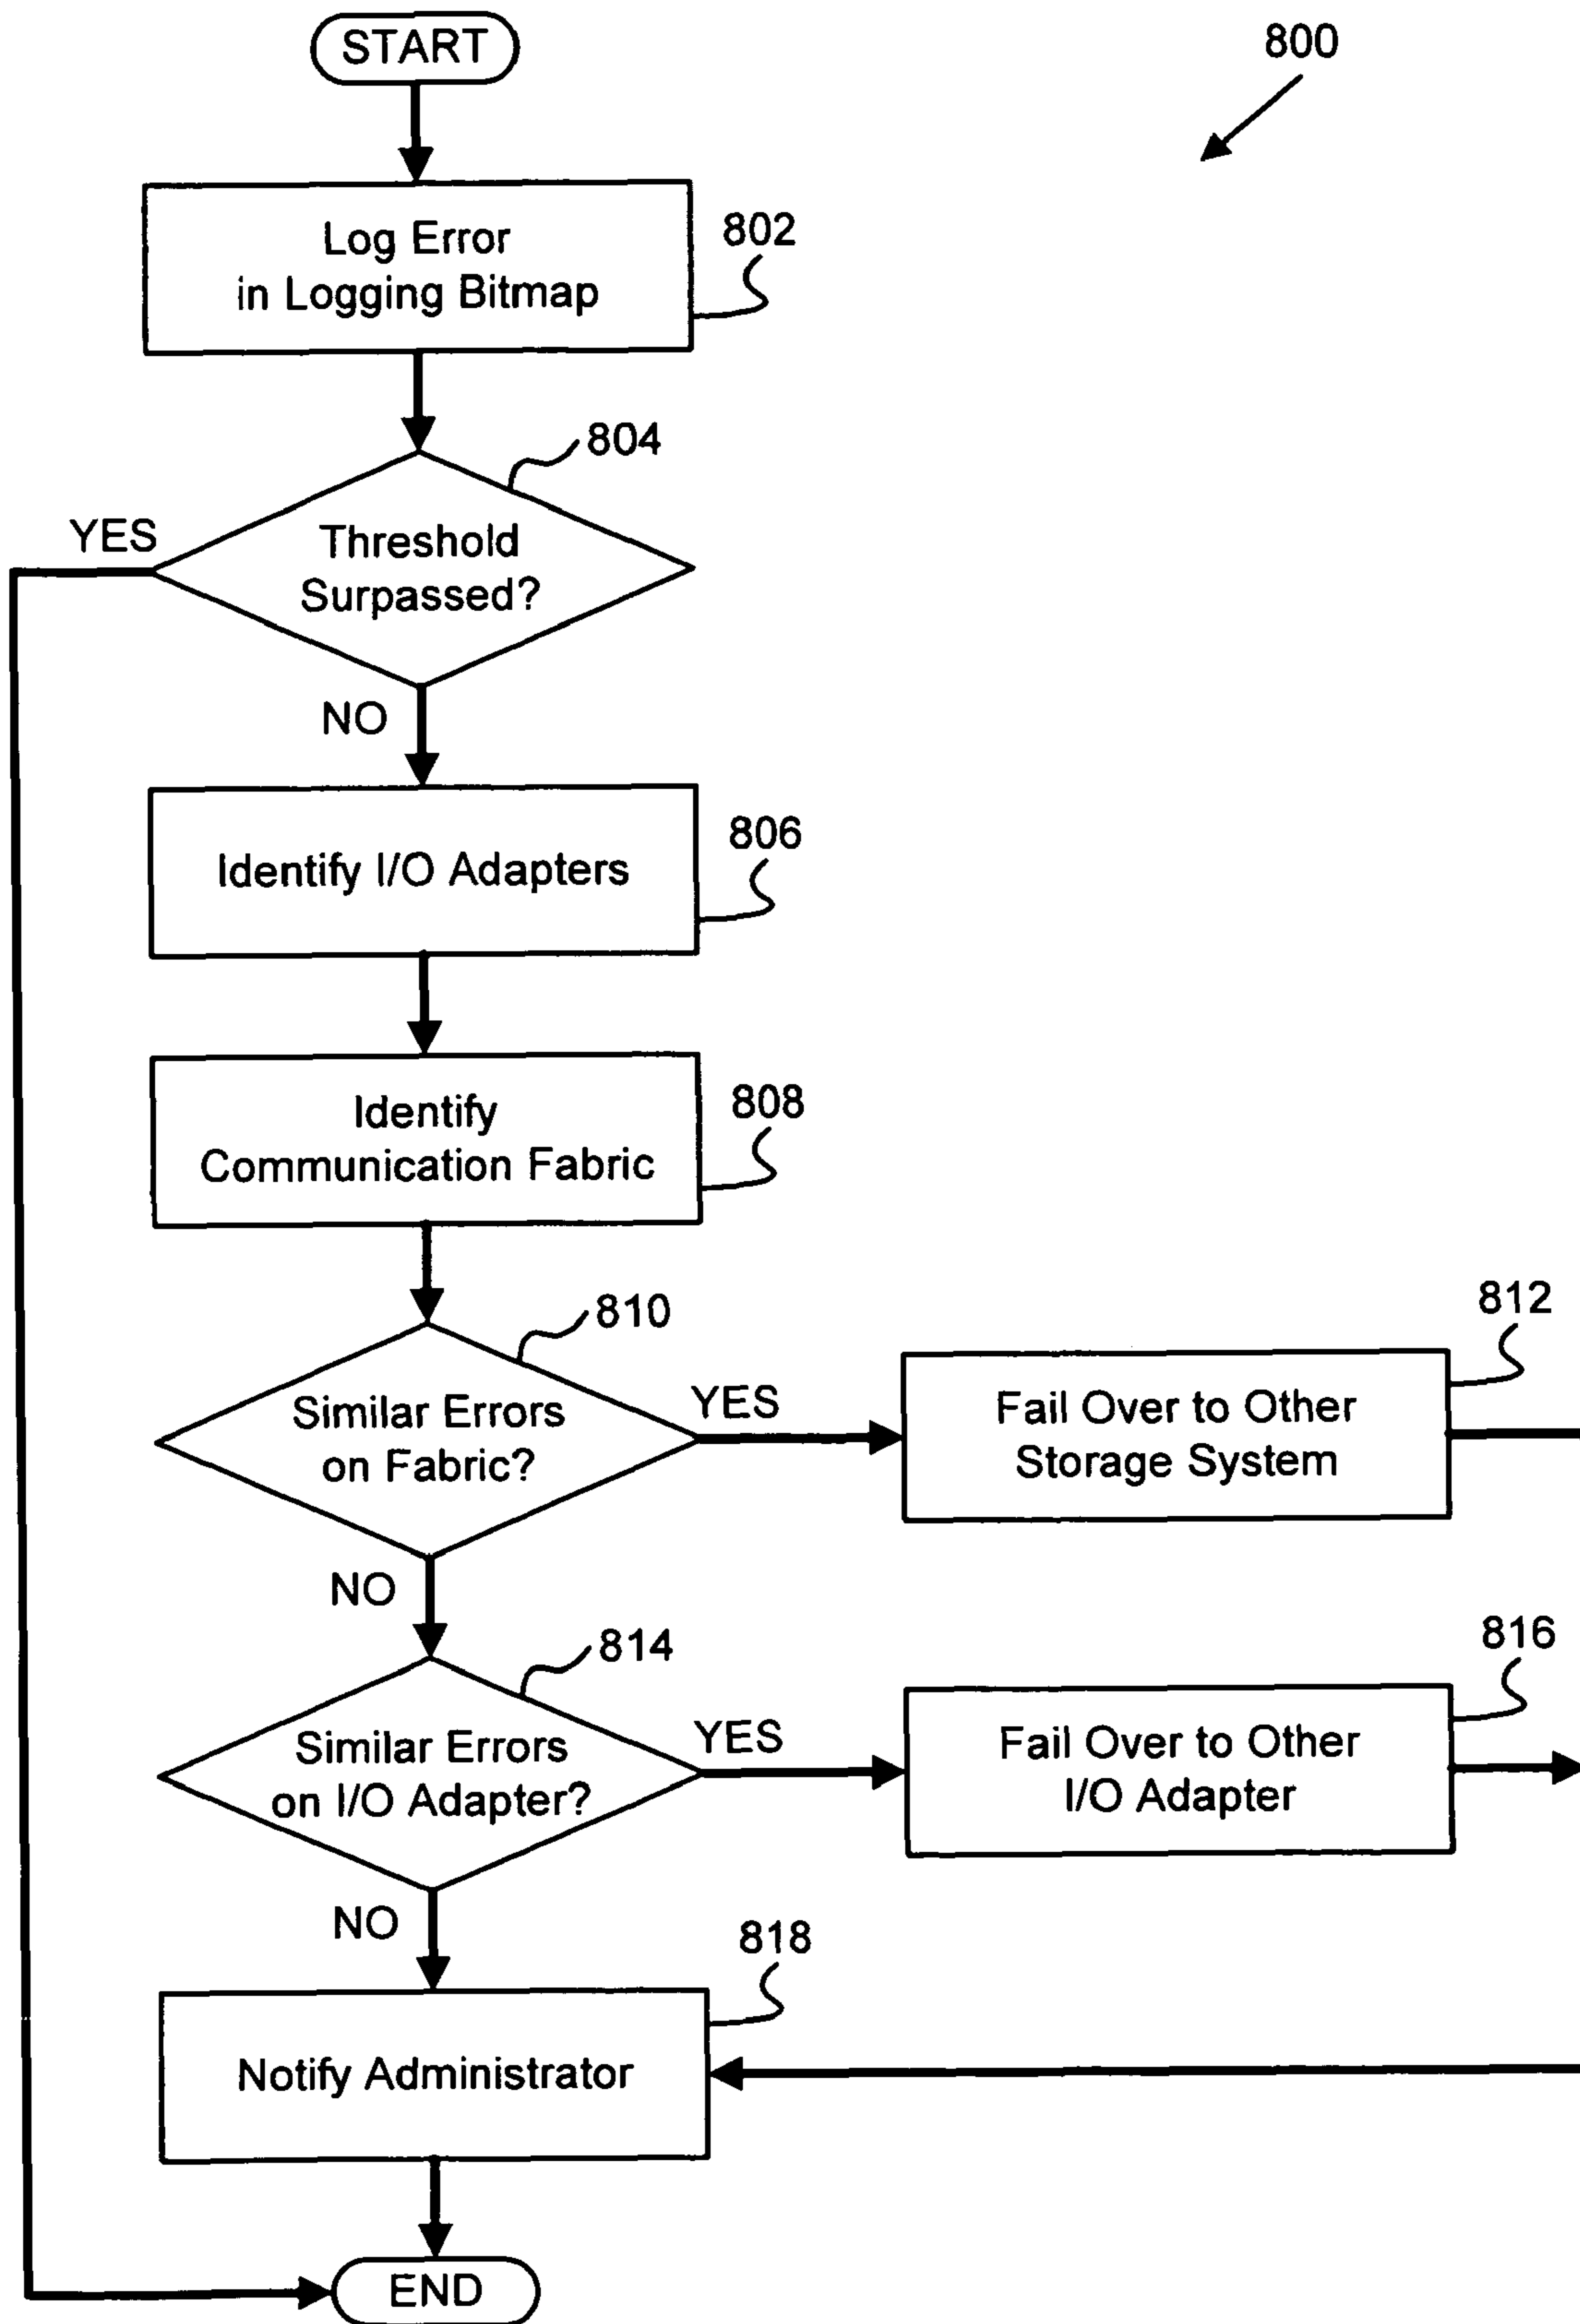 START
800
Log Error
in Logging Bitmap
802
804
YES
Threshold
Surpassed?
NO
806
Identify I/O Adapters
808
Identify
Communication Fabric
810
812
Similar Errors
on Fabric?
YES
Fail Over to Other
Storage System
NO
814
816
Similar Errors
on I/O Adapter?
YES
Fail Over to Other
I/O Adapter
NO
818
Notify Administrator
END